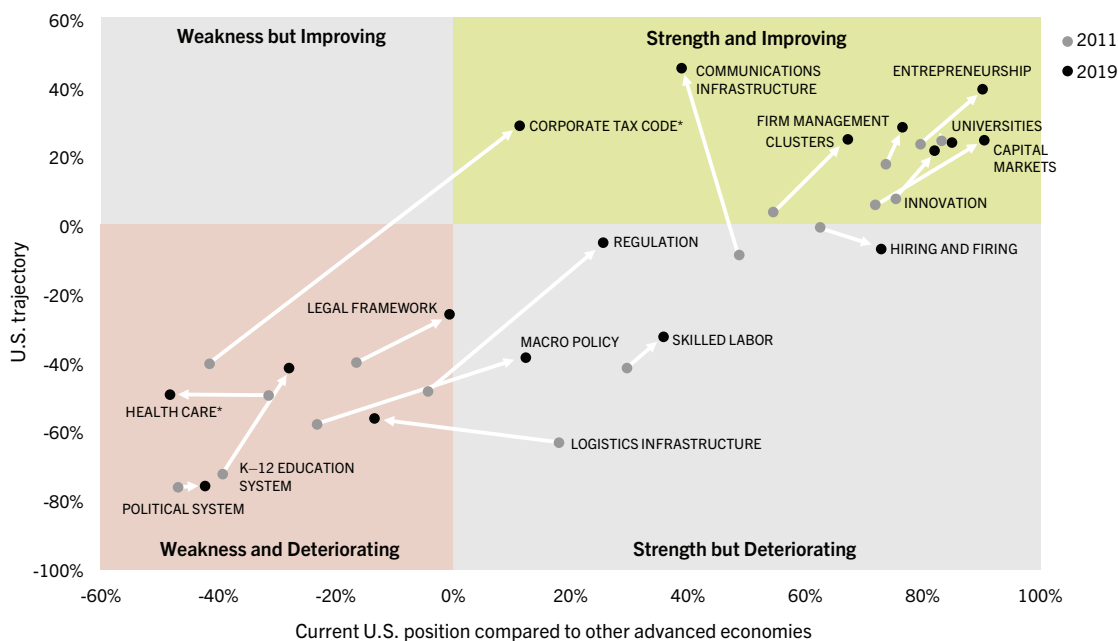 60%
40%
20%
0%
-20%
-40%
-60%
-80%
-100%
U.S. trajectory
Weakness but Improving
Strength and Improving
2011
2019
COMMUNICATIONS
INFRASTRUCTURE
ENTREPRENEURSHIP
CORPORATE TAX CODE*
FIRM MANAGEMENT
CLUSTERS
UNIVERSITIES
CAPITAL
MARKETS
INNOVATION
REGULATION
HIRING AND FIRING
LEGAL FRAMEWORK
MACRO POLICY
SKILLED LABOR
HEALTH CARE*
LOGISTICS INFRASTRUCTURE
K–12 EDUCATION
SYSTEM
POLITICAL SYSTEM
Weakness and Deteriorating
Strength but Deteriorating
-60%
-40%
-20%
0%
20%
40%
60%
80%
100%
Current U.S. position compared to other advanced economies